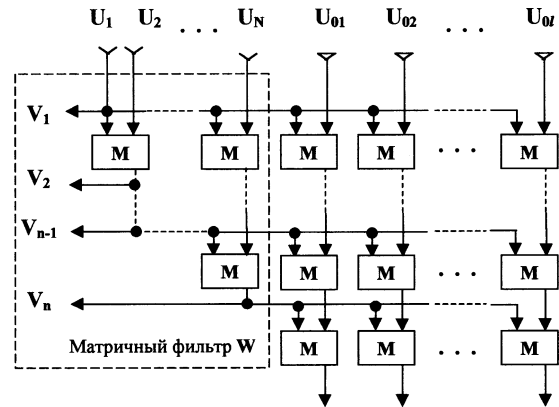 U1 U2 . . . UN U01 U02 . . . U0l
V1
M M M M . . . M
V2
Vn-1
M M M . . . M
Vn
M M . . . M
Матричный фильтр W